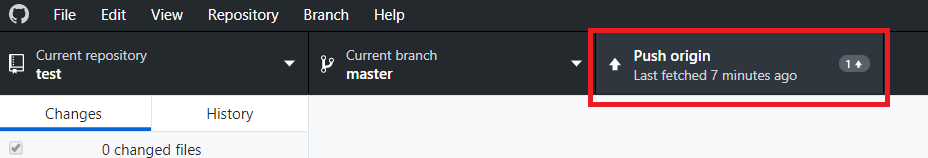 File Edit View Repository Branch Help
Current repository
test
Current branch
master
Push origin
Last fetched 7 minutes ago
1
Changes History
0 changed files